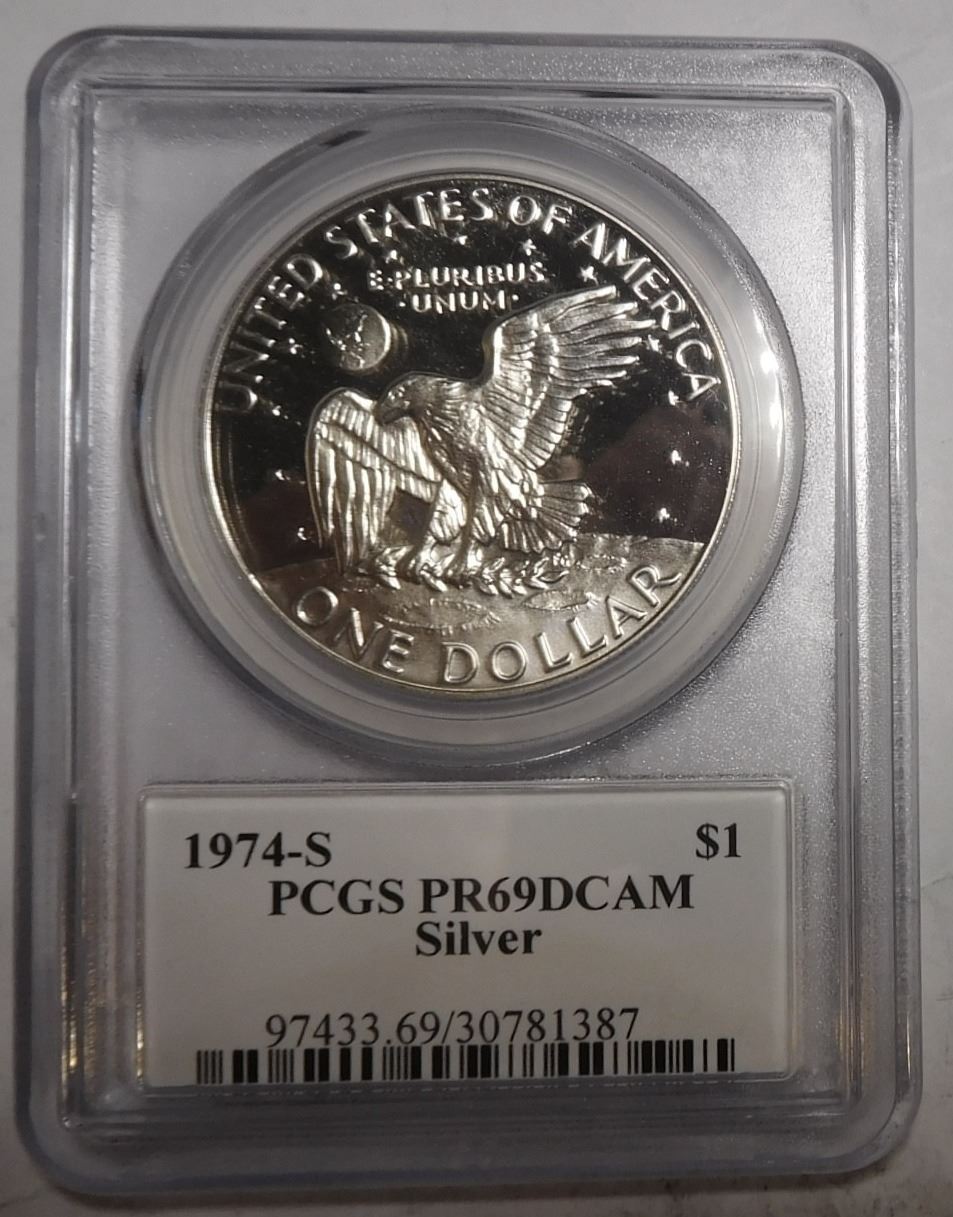 UNITED STATES OF AMERICA
E·PLURIBUS
·UNUM·
ONE DOLLAR
1974-S $1
PCGS PR69DCAM
Silver
97433.69/30781387